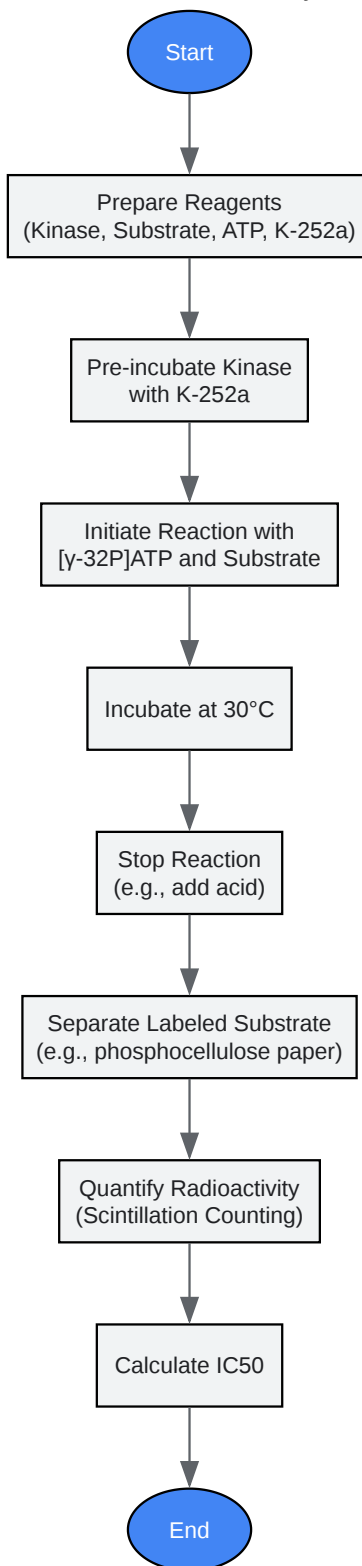 Start
Prepare Reagents
(Kinase, Substrate, ATP, K-252a)
Pre-incubate Kinase
with K-252a
Initiate Reaction with
[γ-32P]ATP and Substrate
Incubate at 30°C
Stop Reaction
(e.g., add acid)
Separate Labeled Substrate
(e.g., phosphocellulose paper)
Quantify Radioactivity
(Scintillation Counting)
Calculate IC50
End